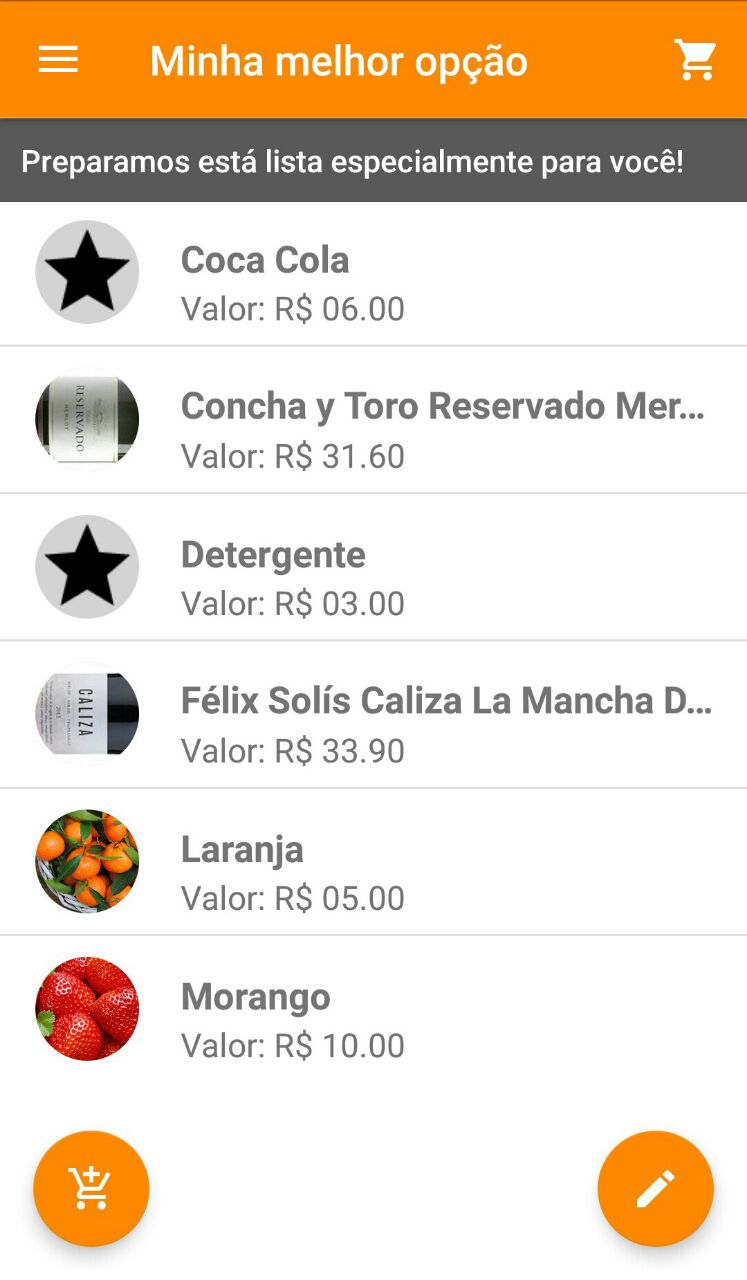 Minha melhor opção
Preparamos está lista especialmente para você!
Coca Cola
Valor: R$ 06.00
RESERVADO
MERLOT
Concha y Toro Reservado Mer...
Valor: R$ 31.60
Detergente
Valor: R$ 03.00
CALIZA
Félix Solís Caliza La Mancha D...
Valor: R$ 33.90
Laranja
Valor: R$ 05.00
Morango
Valor: R$ 10.00